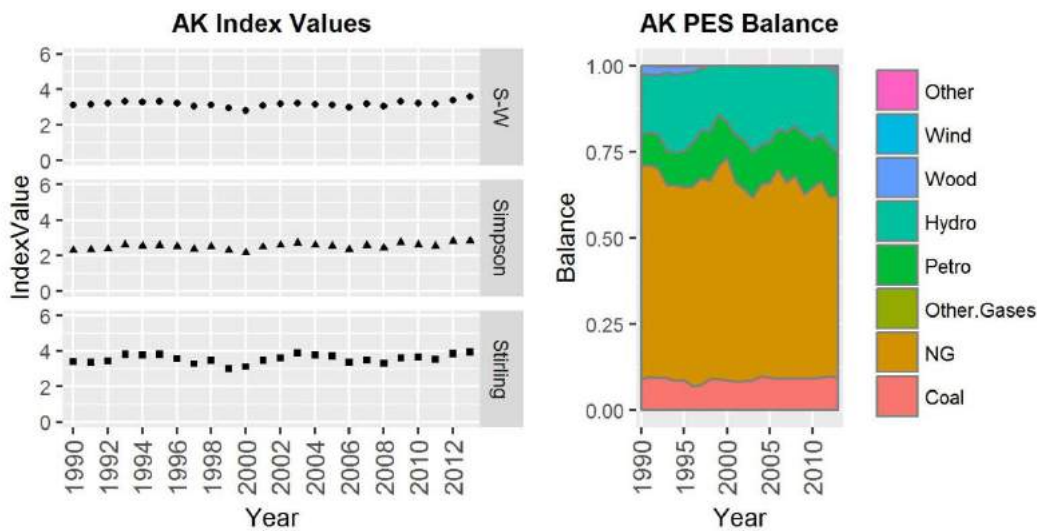 AK Index Values
IndexValue
6
4
2
0
S-W
6
4
2
0
Simpson
6
4
2
0
Stirling
1990
1992
1994
1996
1998
2000
2002
2004
2006
2008
2010
2012
Year
AK PES Balance
Balance
1.00
0.75
0.50
0.25
0.00
1990
1995
2000
2005
2010
Year
Other
Wind
Wood
Hydro
Petro
Other.Gases
NG
Coal